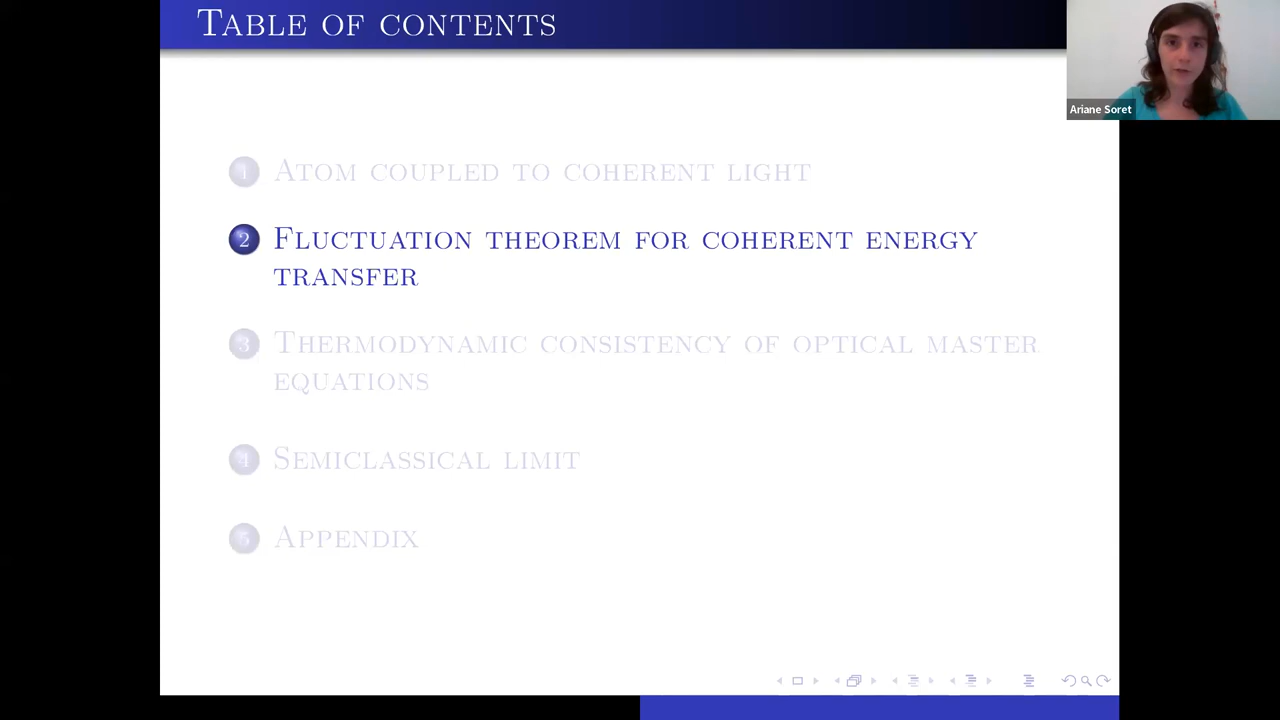 Table of contents
Ariane Soret
1 Atom coupled to coherent light
2 Fluctuation theorem for coherent energy
transfer
3 Thermodynamic consistency of optical master
equations
4 Semiclassical limit
5 Appendix